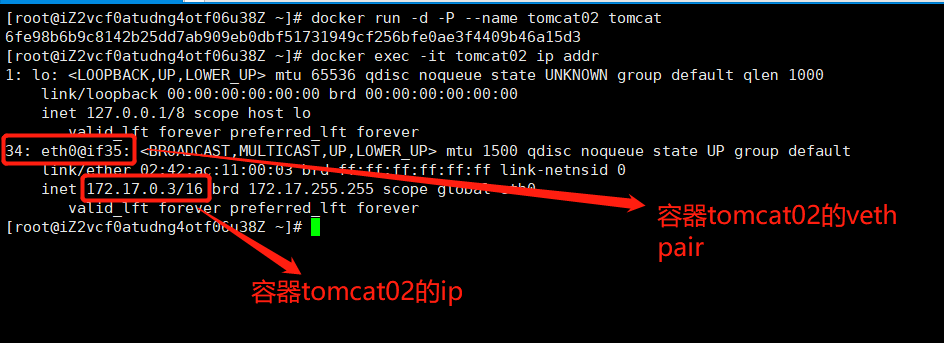 [root@iZ2vcf0atudng4otf06u38Z ~]# docker run -d -P --name tomcat02 tomcat
6fe98b6b9c8142b25dd7ab909eb0dbf51731949cf256bfe0ae3f4409b46a15d3
[root@iZ2vcf0atudng4otf06u38Z ~]# docker exec -it tomcat02 ip addr
1: lo: <LOOPBACK,UP,LOWER_UP> mtu 65536 qdisc noqueue state UNKNOWN group default qlen 1000
    link/loopback 00:00:00:00:00:00 brd 00:00:00:00:00:00
    inet 127.0.0.1/8 scope host lo
       valid_lft forever preferred_lft forever
34: eth0@if35: <BROADCAST,MULTICAST,UP,LOWER_UP> mtu 1500 qdisc noqueue state UP group default
    link/ether 02:42:ac:11:00:03 brd ff:ff:ff:ff:ff:ff link-netnsid 0
    inet 172.17.0.3/16 brd 172.17.255.255 scope global eth0
       valid_lft forever preferred_lft forever
[root@iZ2vcf0atudng4otf06u38Z ~]#
容器tomcat02的veth
pair
容器tomcat02的ip